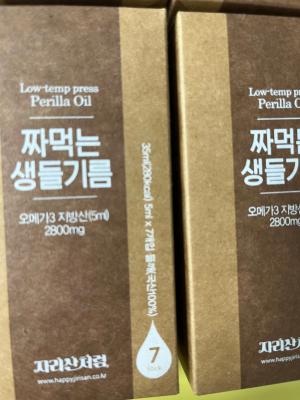 Low-temp press
Perilla Oil
짜먹는
생들기름
오메가3 지방산(5ml)
2800mg
지리산처럼
www.happyjirisan.co.kr
35ml(280kcal) 5ml x 7개입 들깨(국산100%)
7
Low-temp press
Perilla O
짜먹는
생들기
오메가3 지방산
2800mg
지리산처
www.happyjirisan